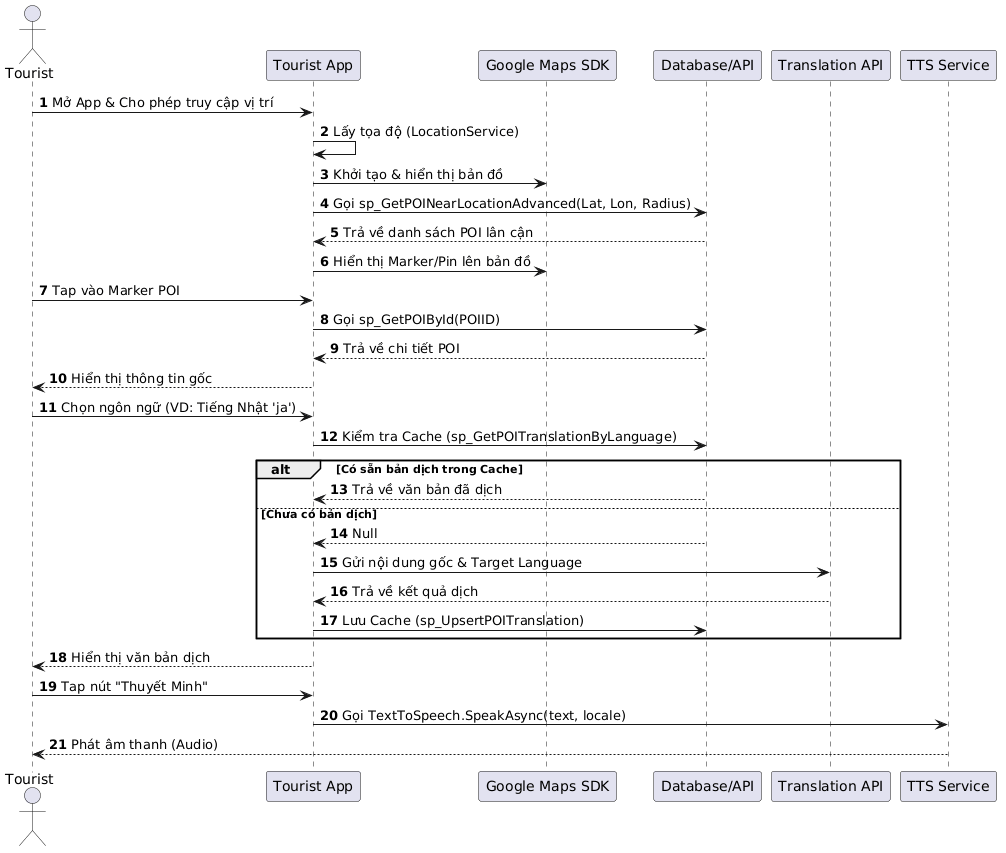 Tourist
Tourist App
Google Maps SDK
Database/API
Translation API
TTS Service
1 Mở App & Cho phép truy cập vị trí
2 Lấy tọa độ (LocationService)
3 Khởi tạo & hiển thị bản đồ
4 Gọi sp_GetPOINearLocationAdvanced(Lat, Lon, Radius)
5 Trả về danh sách POI lân cận
6 Hiển thị Marker/Pin lên bản đồ
7 Tap vào Marker POI
8 Gọi sp_GetPOIById(POIID)
9 Trả về chi tiết POI
10 Hiển thị thông tin gốc
11 Chọn ngôn ngữ (VD: Tiếng Nhật 'ja')
12 Kiểm tra Cache (sp_GetPOITranslationByLanguage)
alt [Có sẵn bản dịch trong Cache]
13 Trả về văn bản đã dịch
[Chưa có bản dịch]
14 Null
15 Gửi nội dung gốc & Target Language
16 Trả về kết quả dịch
17 Lưu Cache (sp_UpsertPOITranslation)
18 Hiển thị văn bản dịch
19 Tap nút "Thuyết Minh"
20 Gọi TextToSpeech.SpeakAsync(text, locale)
21 Phát âm thanh (Audio)
Tourist
Tourist App
Google Maps SDK
Database/API
Translation API
TTS Service